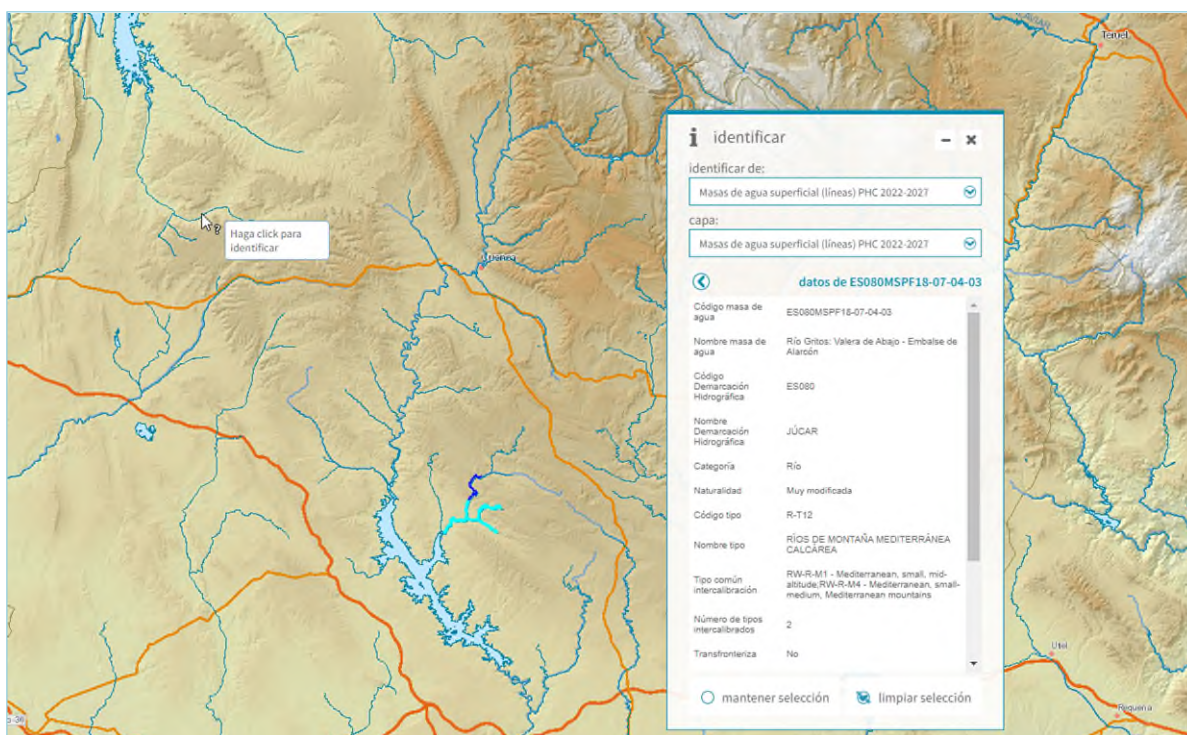 Teruel
identificar
identificar de:
Masas de agua superficial (líneas) PHC 2022-2027
capa:
Masas de agua superficial (líneas) PHC 2022-2027
datos de ES080MSPF18-07-04-03
Código masa de
agua
ES080MSPF18-07-04-03
Nombre masa de
agua
Río Gritos: Valera de Abajo - Embalse de
Alarcón
Código
Demarcación
Hidrográfica
ES080
Nombre
Demarcación
Hidrográfica
JÚCAR
Categoría
Río
Naturalidad
Muy modificada
Código tipo
R-T12
Nombre tipo
RÍOS DE MONTAÑA MEDITERRÁNEA
CALCÁREA
Tipo común
intercalibración
RW-R-M1 - Mediterranean, small, mid-
altitude;RW-R-M4 - Mediterranean, small-
medium, Mediterranean mountains
Número de tipos
intercalibrados
2
Transfronteriza
No
mantener selección
limpiar selección
Haga click para
identificar
Cuenca
Utiel
Requena